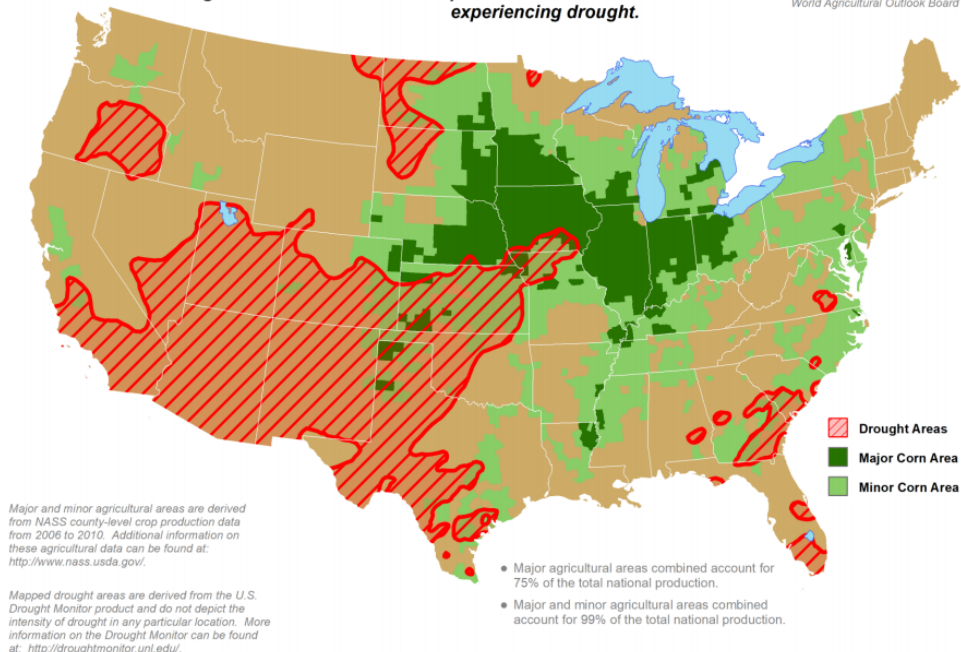 World Agricultural Outlook Board
experiencing drought.
Drought Areas
Major Corn Area
Minor Corn Area
Major and minor agricultural areas are derived
from NASS county-level crop production data
from 2006 to 2010. Additional information on
these agricultural data can be found at:
http://www.nass.usda.gov/.
Mapped drought areas are derived from the U.S.
Drought Monitor product and do not depict the
intensity of drought in any particular location. More
information on the Drought Monitor can be found
at: http://droughtmonitor.unl.edu/.
● Major agricultural areas combined account for
75% of the total national production.
● Major and minor agricultural areas combined
account for 99% of the total national production.